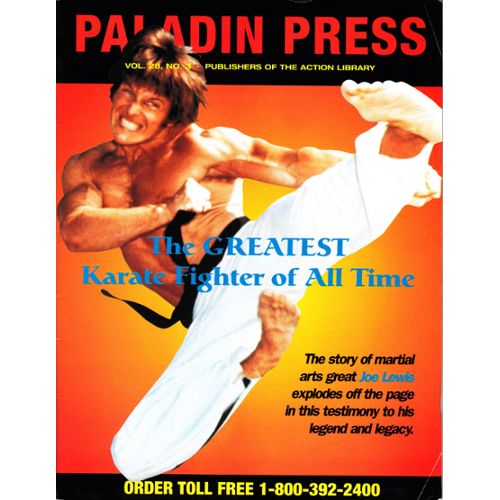 PALADIN PRESS
VOL. 28, NO. 3 · PUBLISHERS OF THE ACTION LIBRARY
The GREATEST
Karate Fighter of All Time
The story of martial
arts great Joe Lewis
explodes off the page
in this testimony to his
legend and legacy.
ORDER TOLL FREE 1-800-392-2400